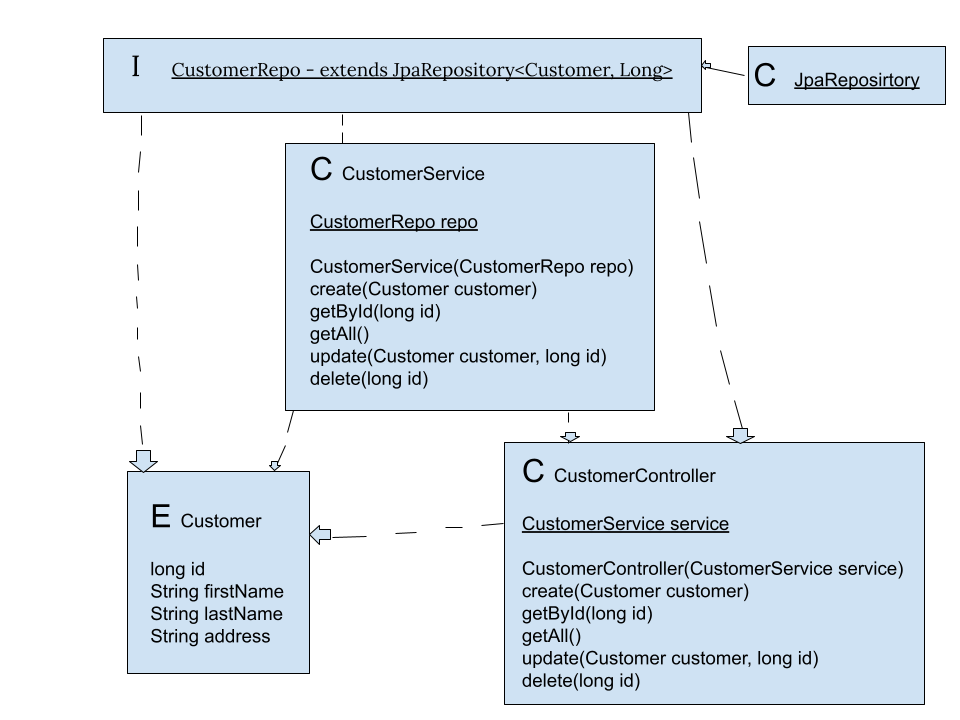 I CustomerRepo - extends JpaRepository<Customer, Long>
C JpaReposirtory
C CustomerService
CustomerRepo repo
CustomerService(CustomerRepo repo)
create(Customer customer)
getById(long id)
getAll()
update(Customer customer, long id)
delete(long id)
E Customer
long id
String firstName
String lastName
String address
C CustomerController
CustomerService service
CustomerController(CustomerService service)
create(Customer customer)
getById(long id)
getAll()
update(Customer customer, long id)
delete(long id)